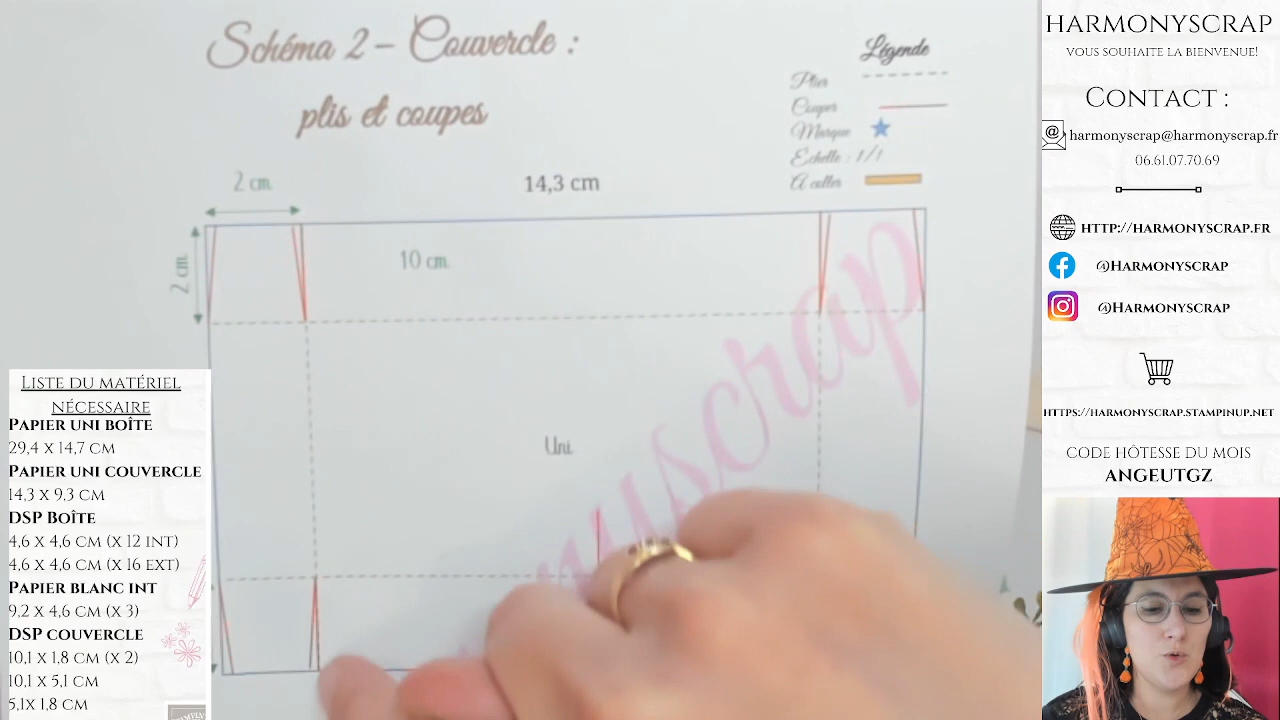 Schéma 2 – Couvercle :
plis et coupes
Légende
Plier
Couper
Marque
Echelle : 1/1
A coller
2 cm
14,3 cm
2 cm
10 cm
Uni
LISTE DU MATÉRIEL
NÉCESSAIRE
PAPIER UNI BOÎTE
29,4 X 14,7 CM
PAPIER UNI COUVERCLE
14,3 X 9,3 CM
DSP BOÎTE
4,6 X 4,6 CM (X 12 INT)
4,6 X 4,6 CM (X 16 EXT)
PAPIER BLANC INT
9,2 X 4,6 CM (X 3)
DSP COUVERCLE
10,1 X 1,8 CM (X 2)
10,1 X 5,1 CM
5,1X 1,8 CM
HARMONYSCRAP
VOUS SOUHAITE LA BIENVENUE!
CONTACT :
harmonyscrap@harmonyscrap.fr
06.61.07.70.69
HTTP://HARMONYSCRAP.FR
@HARMONYSCRAP
@HARMONYSCRAP
HTTPS://HARMONYSCRAP.STAMPINUP.NET
CODE HÔTESSE DU MOIS
ANGEUTGZ